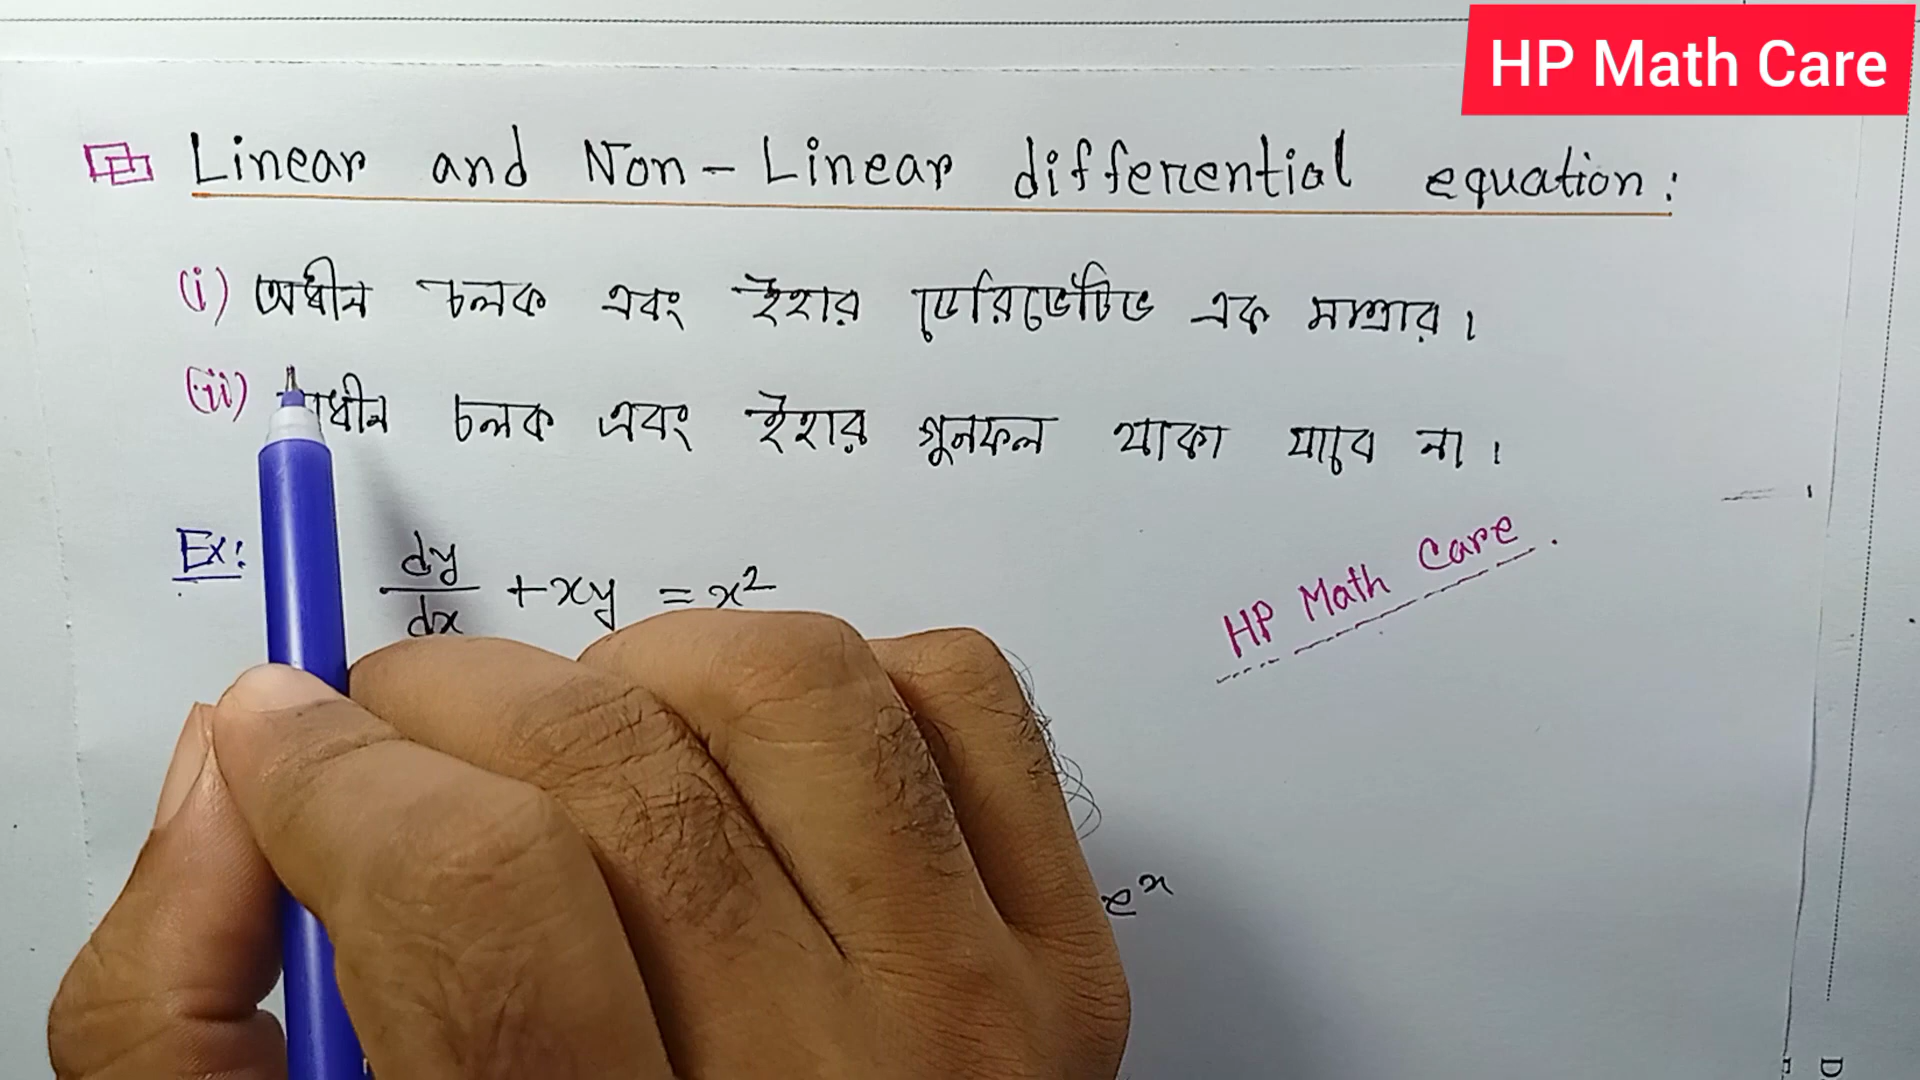 HP Math Care
Linear and Non-Linear differential equation:
(i) অধীন চলক এবং ইহার ডেরিভেটিভ এক মাত্রার।
(ii) অধীন চলক এবং ইহার গুনফল থাকা যাবে না।
Ex: dy/dx + xy = x²
HP Math Care.
eˣ